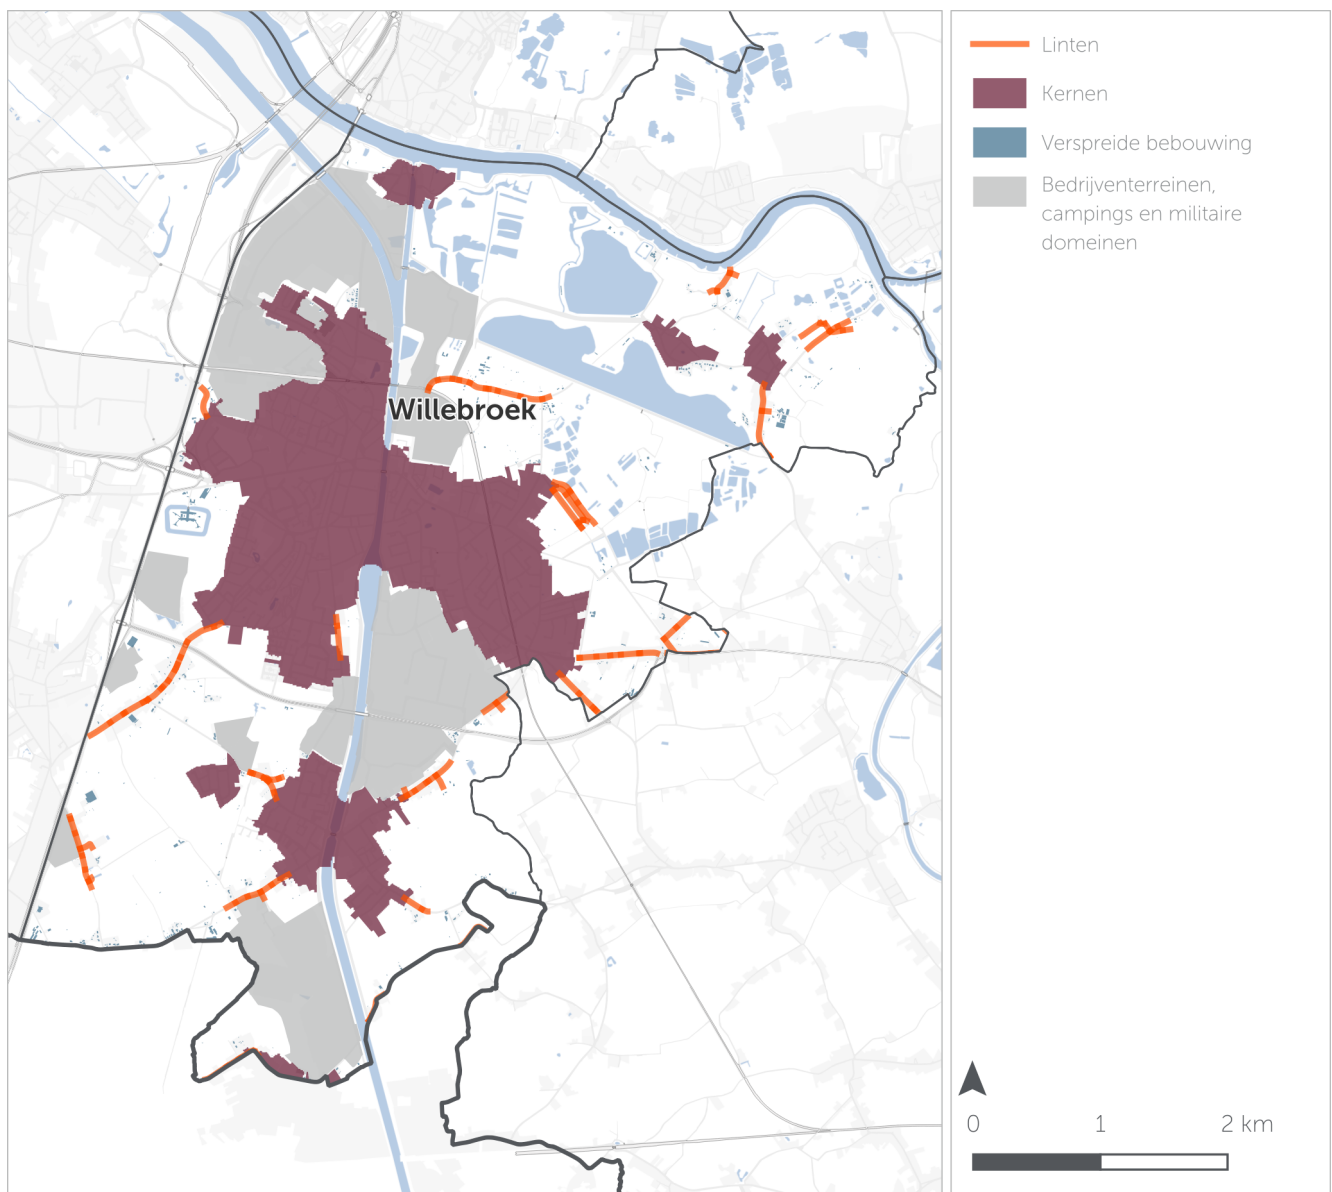 Willebroek
Linten
Kernen
Verspreide bebouwing
Bedrijventerreinen,
campings en militaire
domeinen
0 1 2 km